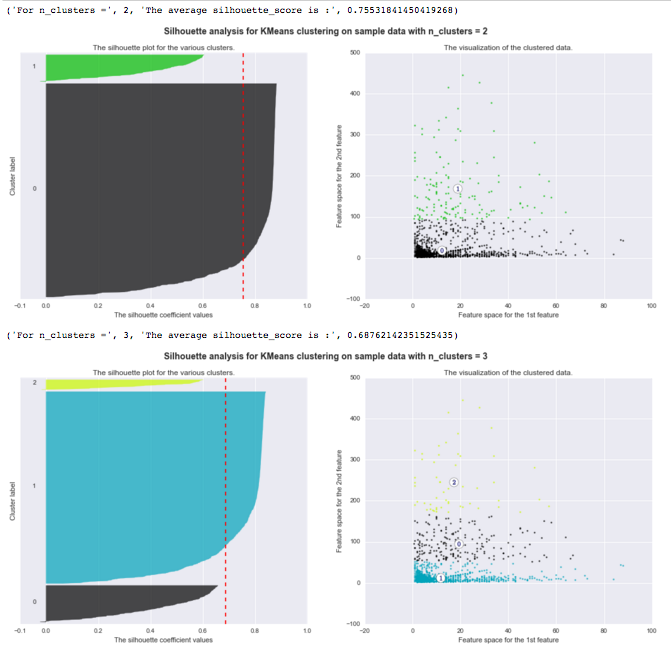 ('For n_clusters =', 2, 'The average silhouette_score is :', 0.75531841450419268)
Silhouette analysis for KMeans clustering on sample data with n_clusters = 2
The silhouette plot for the various clusters.
Cluster label
1
0
-0.1 0.0 0.2 0.4 0.6 0.8 1.0
The silhouette coefficient values
The visualization of the clustered data.
Feature space for the 2nd feature
500
400
300
200
100
0
−100
1
0
−20 0 20 40 60 80 100
Feature space for the 1st feature
('For n_clusters =', 3, 'The average silhouette_score is :', 0.68762142351525435)
Silhouette analysis for KMeans clustering on sample data with n_clusters = 3
The silhouette plot for the various clusters.
Cluster label
2
1
0
-0.1 0.0 0.2 0.4 0.6 0.8 1.0
The silhouette coefficient values
The visualization of the clustered data.
Feature space for the 2nd feature
500
400
300
200
100
0
−100
2
0
1
−20 0 20 40 60 80 100
Feature space for the 1st feature